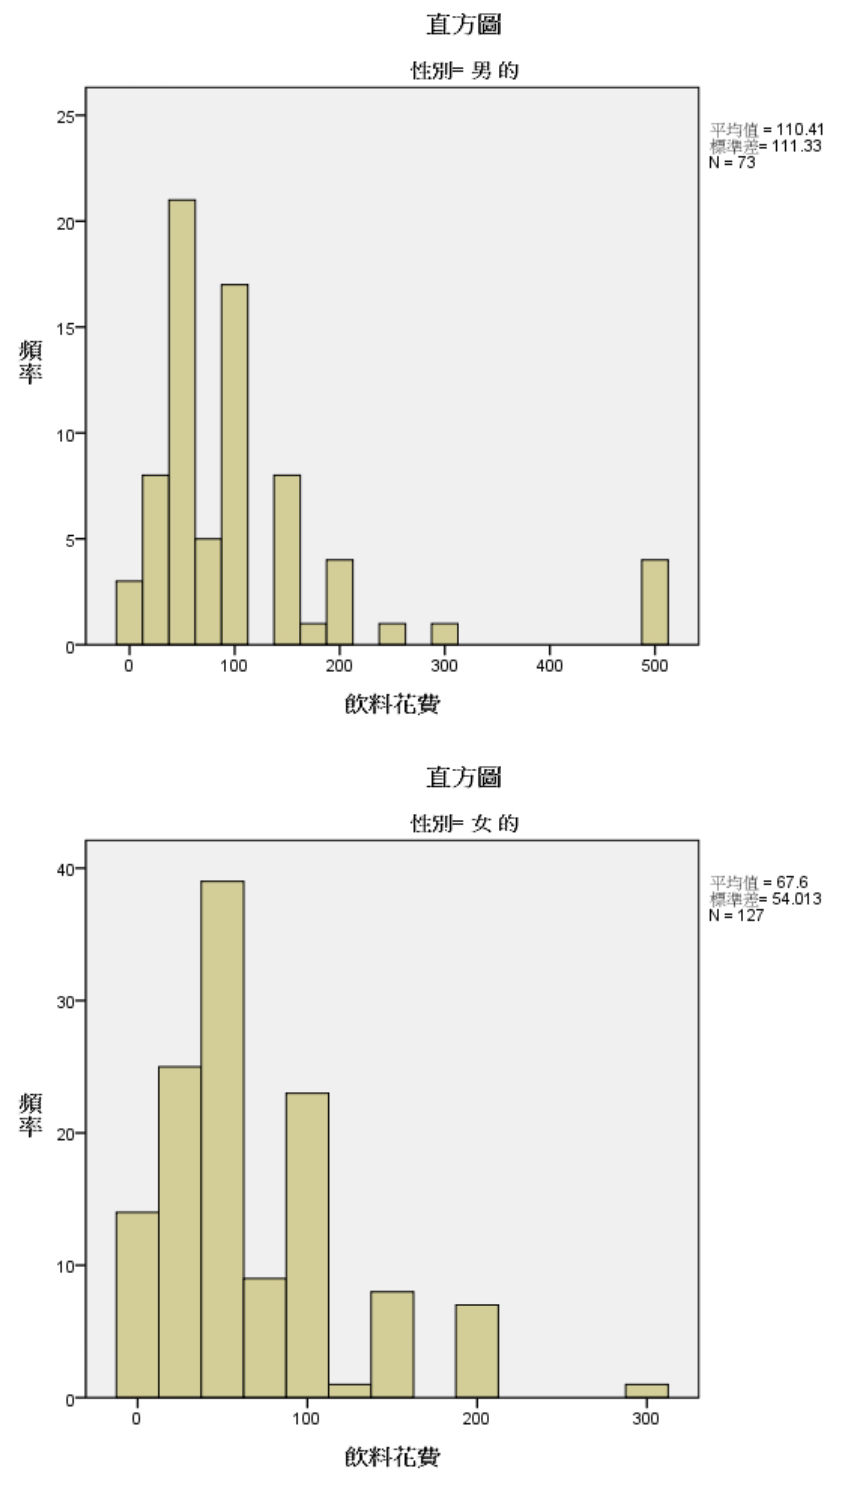 直方圖
性別= 男 的
25
20
15
10
5
0
頻率
0 100 200 300 400 500
飲料花費
平均值 = 110.41
標準差= 111.33
N = 73
直方圖
性別= 女 的
40
30
20
10
0
頻率
0 100 200 300
飲料花費
平均值 = 67.6
標準差= 54.013
N = 127